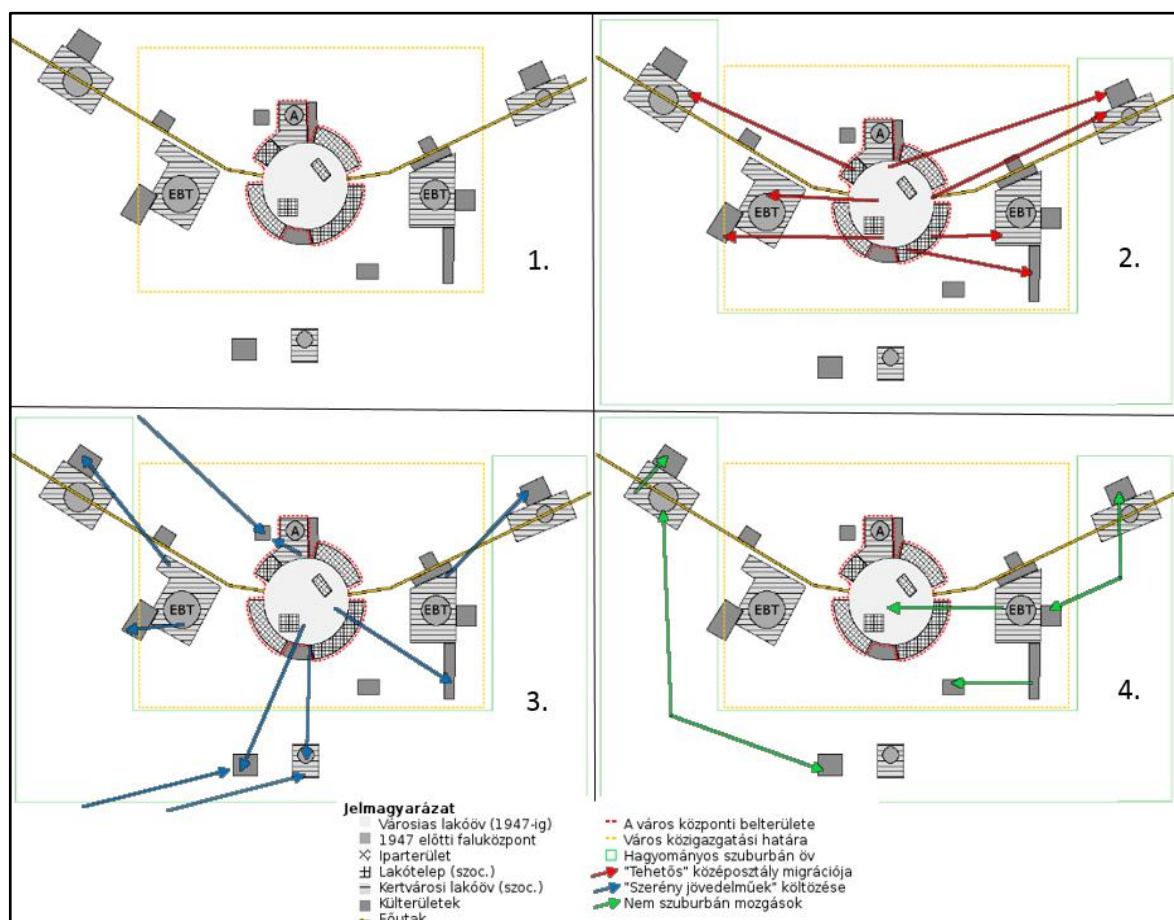 A
EBT
EBT
1.
A
EBT
EBT
2.
A
EBT
EBT
3.
A
EBT
EBT
4.
Jelmagyarázat
Városias lakóöv (1947-ig)
1947 előtti faluközpont
Iparterület
Lakótelep (szoc.)
Kertvárosi lakóöv (szoc.)
Külterületek
Főutak
A város központi belterülete
Város közigazgatási határa
Hagyományos szuburbán öv
"Tehetős" középosztály migrációja
"Szerény jövedelműek" költözése
Nem szuburbán mozgások